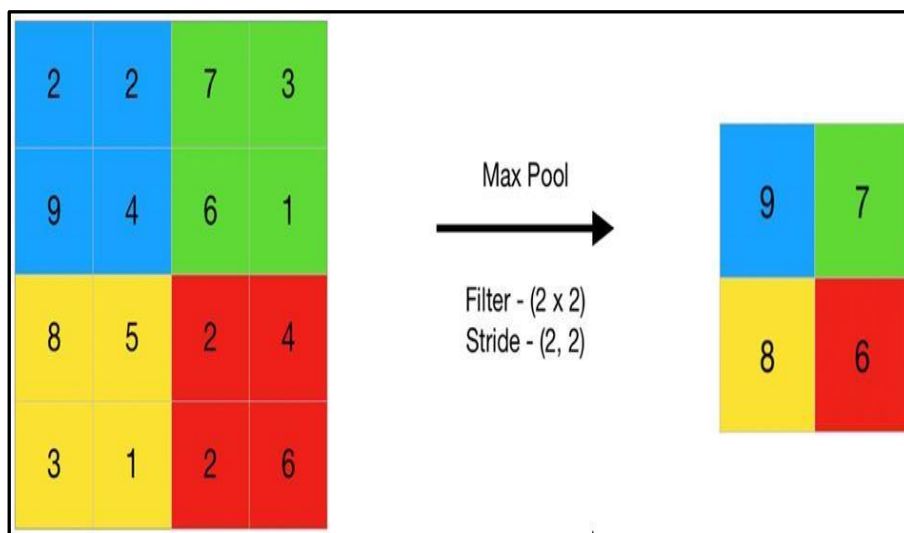 2 2 7 3
9 4 6 1
8 5 2 4
3 1 2 6
Max Pool
Filter - (2 x 2)
Stride - (2, 2)
9 7
8 6